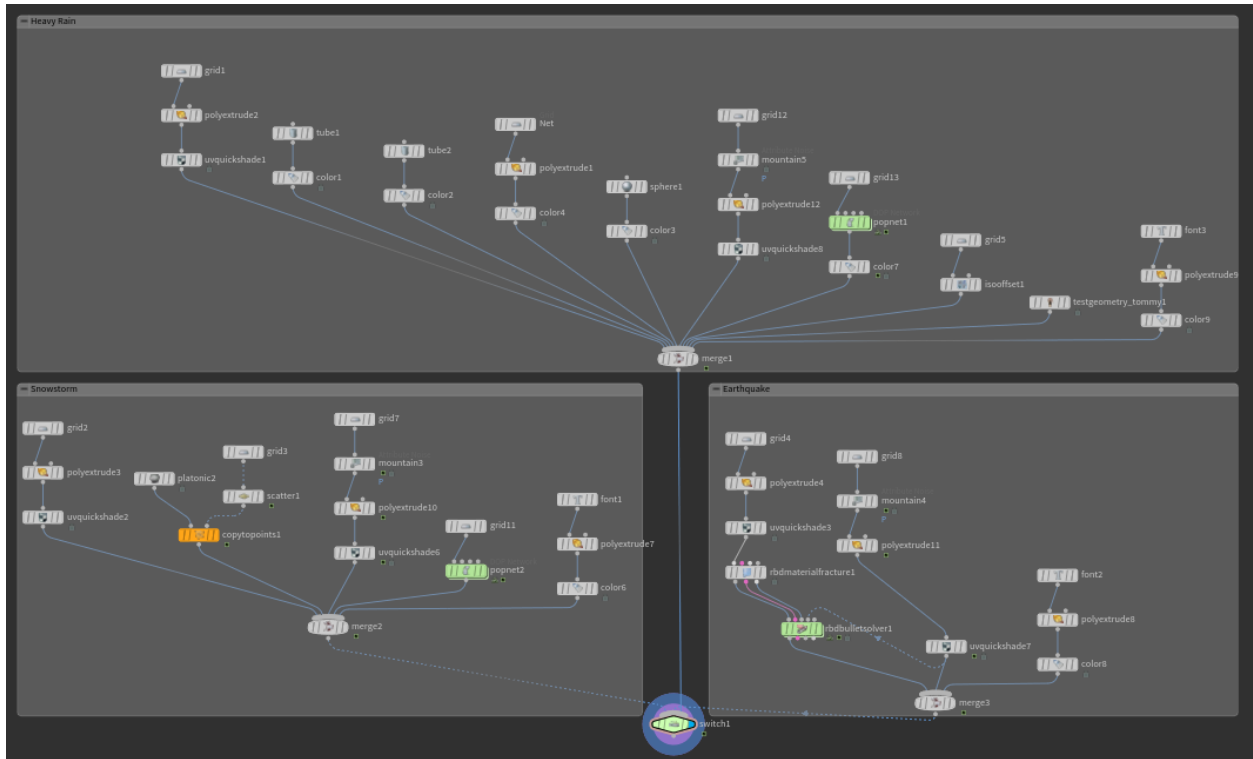 Heavy Rain
grid1
polyextrude2
uvquickshade1
tube1
color1
tube2
color2
Net
polyextrude1
color4
sphere1
color3
grid12
mountain5
polyextrude12
uvquickshade8
grid13
popnet1
color7
grid5
isooffset1
testgeometry_tommy1
font3
polyextrude9
color9
merge1
Snowstorm
grid2
polyextrude3
uvquickshade2
platonic2
grid3
scatter1
copytopoints1
grid7
mountain3
polyextrude10
uvquickshade6
grid11
popnet2
font1
polyextrude7
color6
merge2
Earthquake
grid4
polyextrude4
uvquickshade3
rbdmaterialfracture1
rbdbulletsolver1
grid8
mountain4
polyextrude11
uvquickshade7
font2
polyextrude8
color8
merge3
switch1